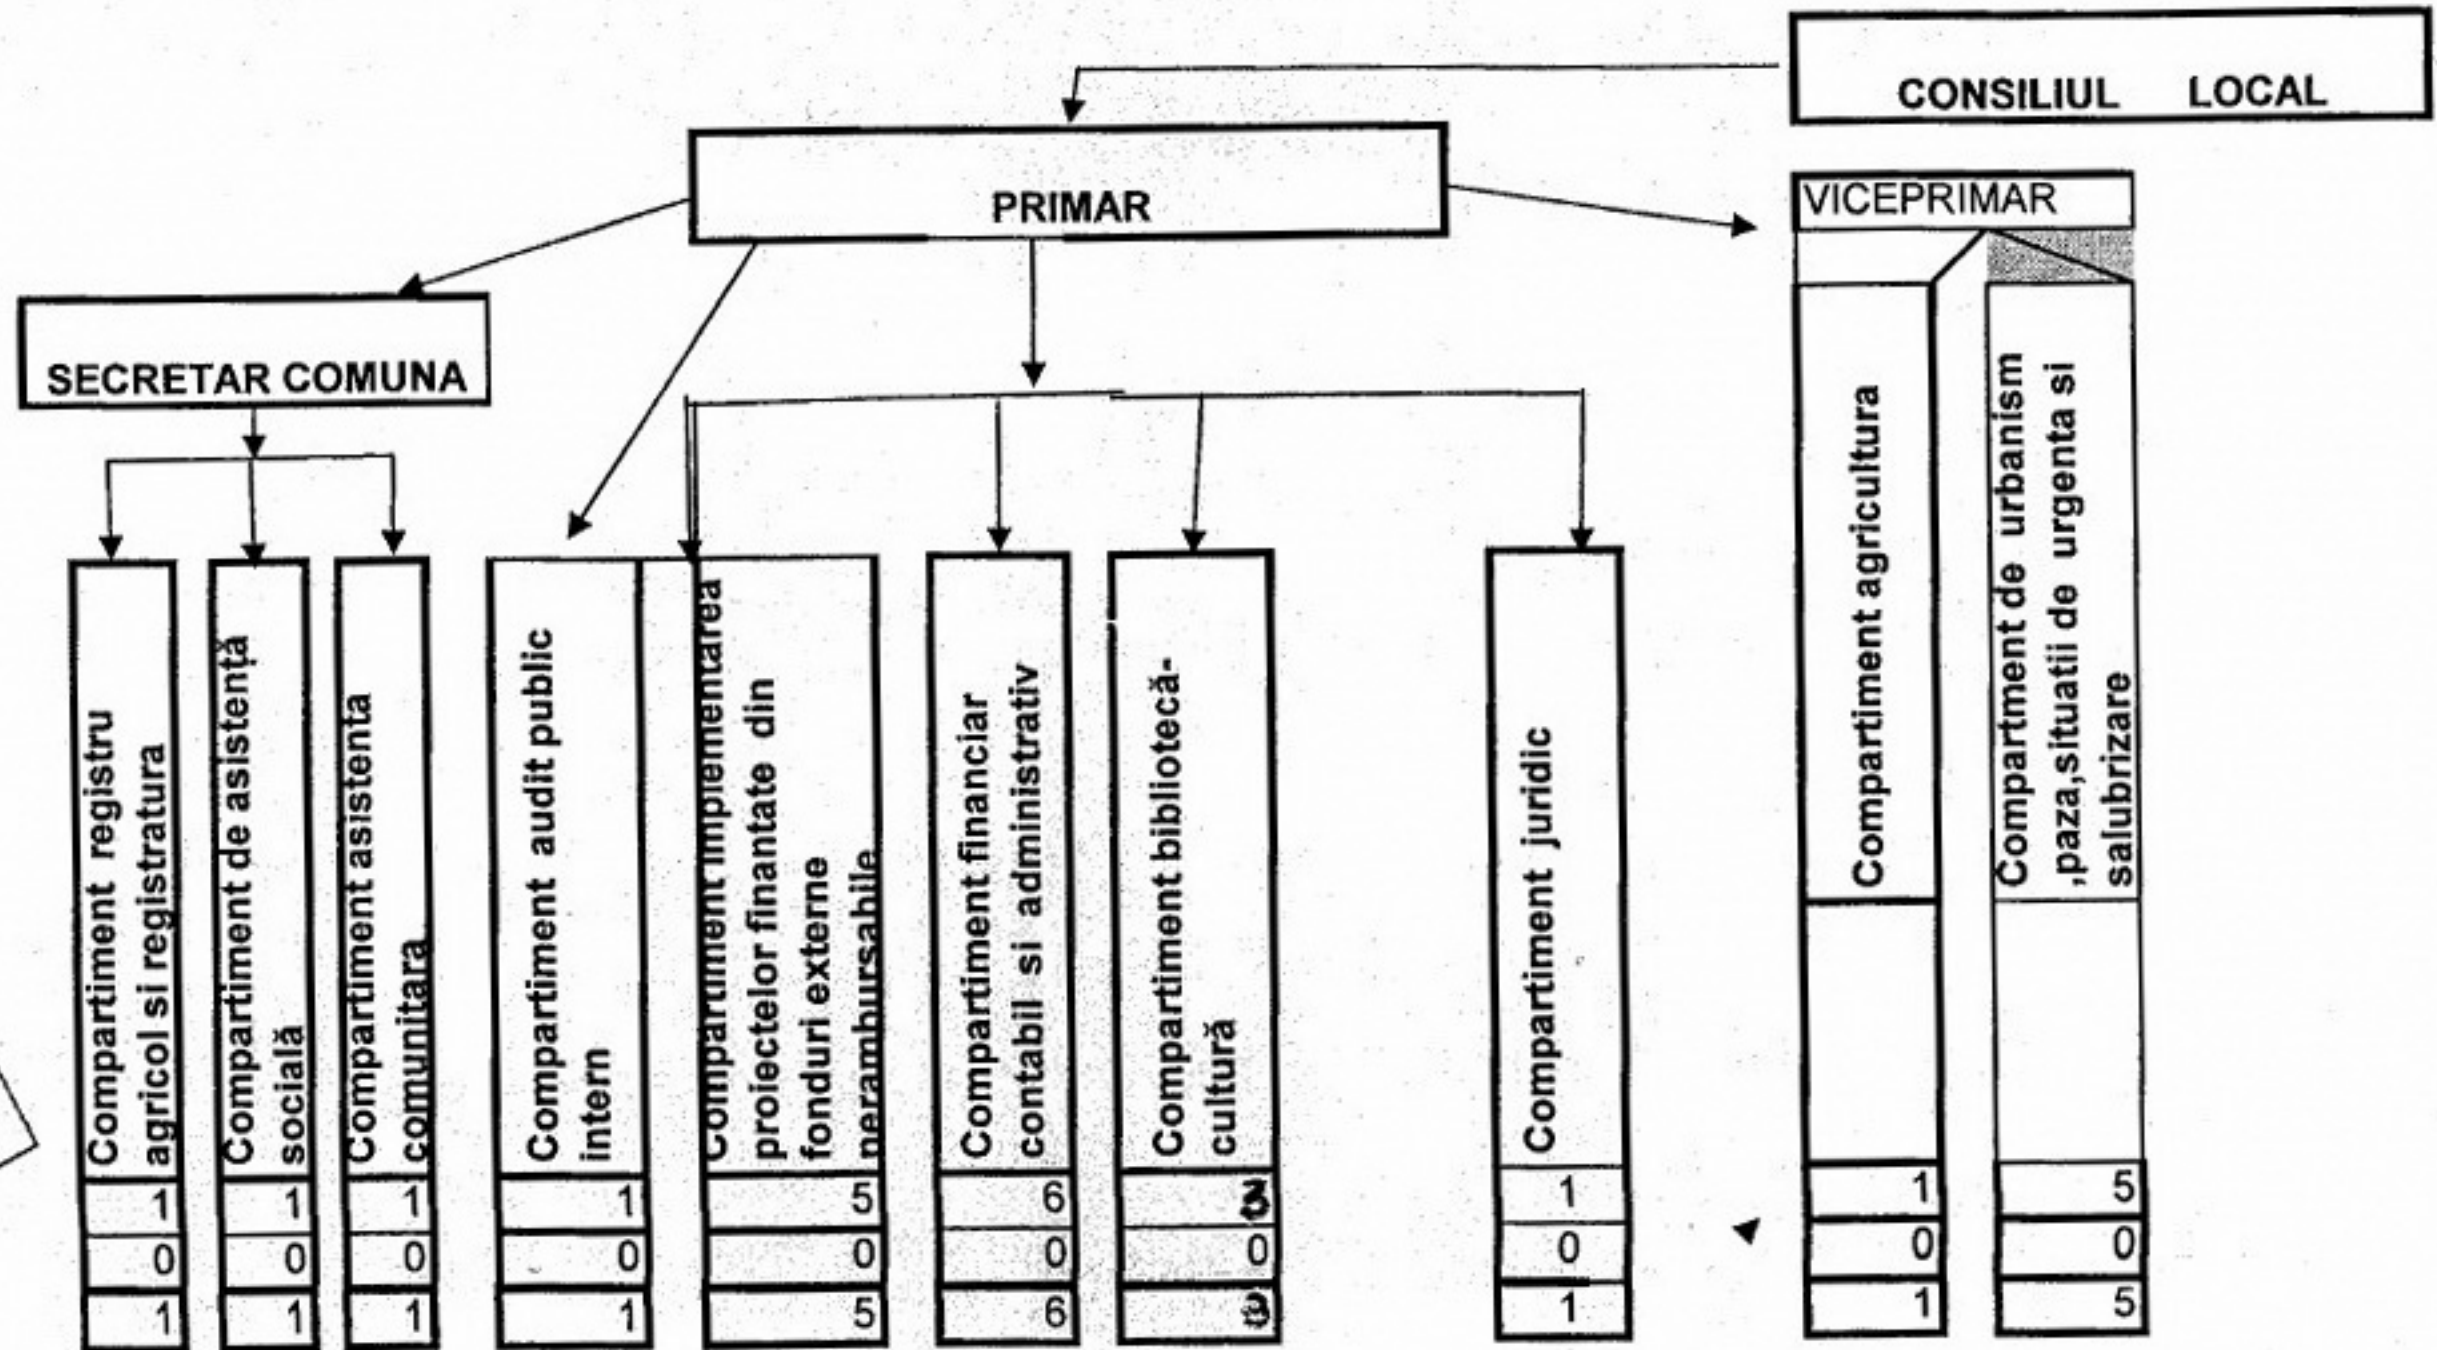 CONSILIUL LOCAL
PRIMAR
VICEPRIMAR
SECRETAR COMUNA
Compartiment registru
agricol si registratura
1
0
1
Compartiment de asistenţă
socială
1
0
1
Compartiment asistenta
comunitara
1
0
1
Compartiment audit public
intern
1
0
1
Compartiment implementarea
proiectelor finantate din
fonduri externe
nerambursabile
5
0
5
Compartiment financiar
contabil si administrativ
6
0
6
Compartiment bibliotecă-
cultură
0
Compartiment juridic
1
0
1
Compartiment agricultura
1
0
1
Compartment de urbanism
,paza,situatii de urgenta si
salubrizare
5
0
5